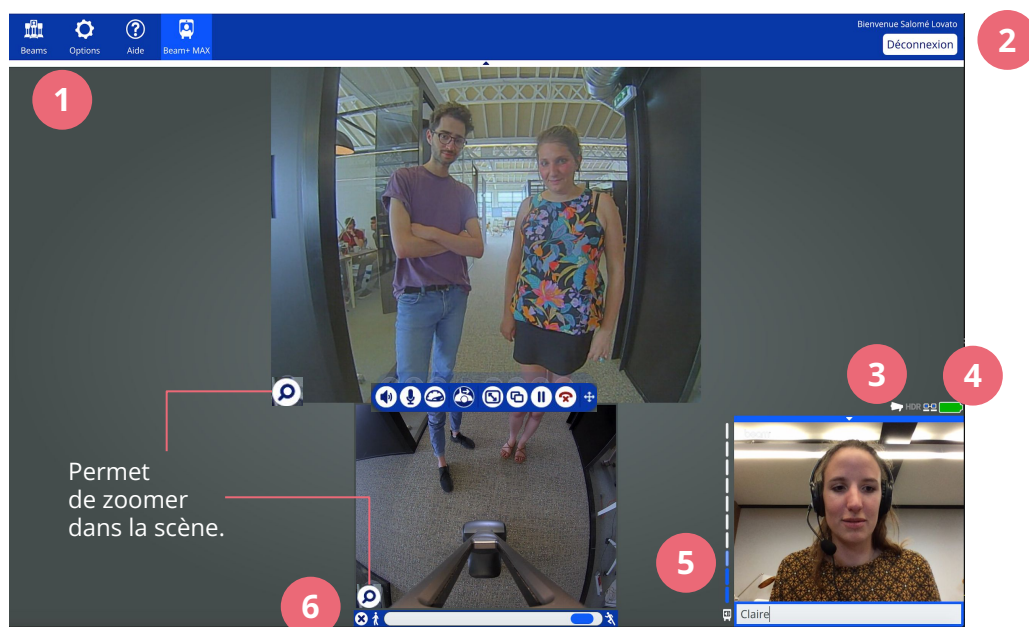 Beams
Options
Aide
Beam+ MAX
Bienvenue Salomé Lovato
Déconnexion
2
1
3
4
HDR
Permet
de zoomer
dans la scène.
5
6
Claire